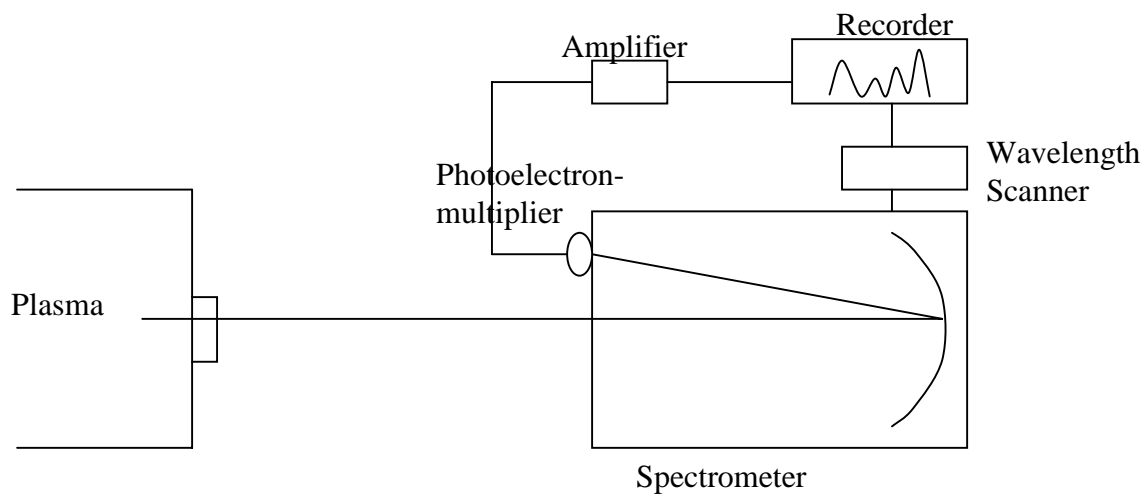 Recorder
Amplifier
Wavelength
Scanner
Photoelectron-
multiplier
Plasma
Spectrometer